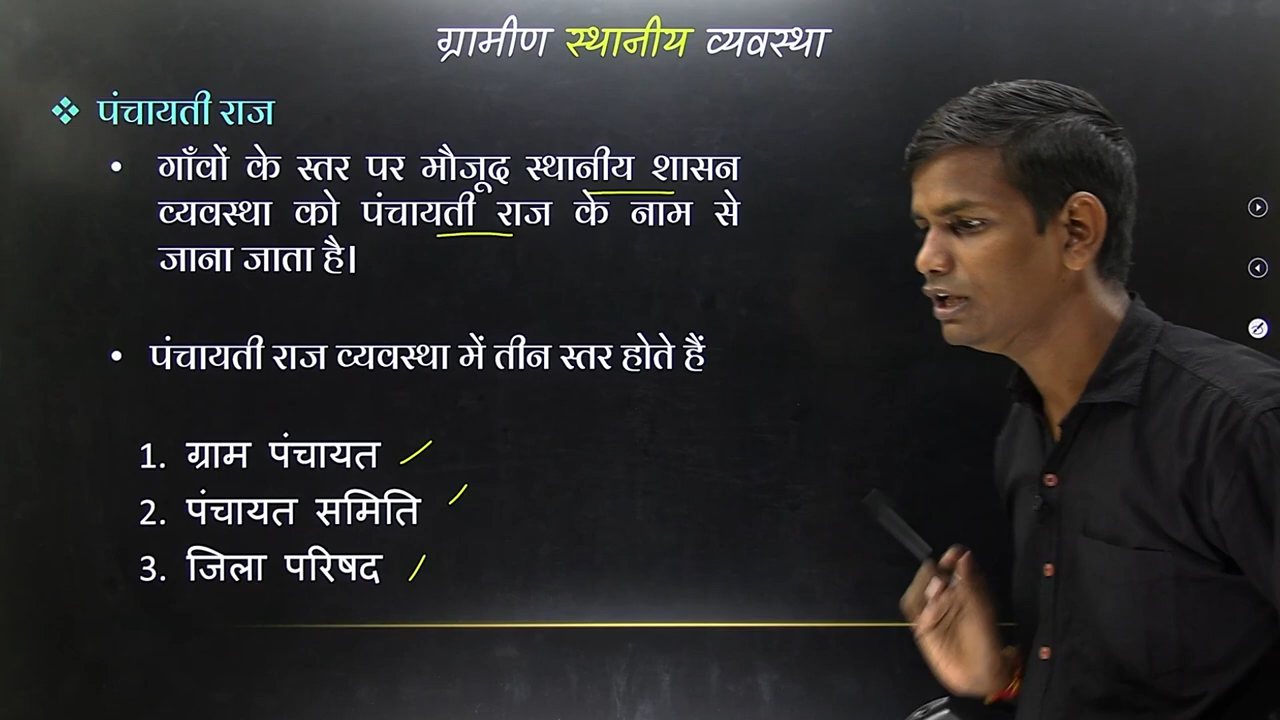 ग्रामीण स्थानीय व्यवस्था
❖ पंचायती राज
• गाँवों के स्तर पर मौजूद स्थानीय शासन
व्यवस्था को पंचायती राज के नाम से
जाना जाता है।
• पंचायती राज व्यवस्था में तीन स्तर होते हैं
1. ग्राम पंचायत
2. पंचायत समिति
3. जिला परिषद